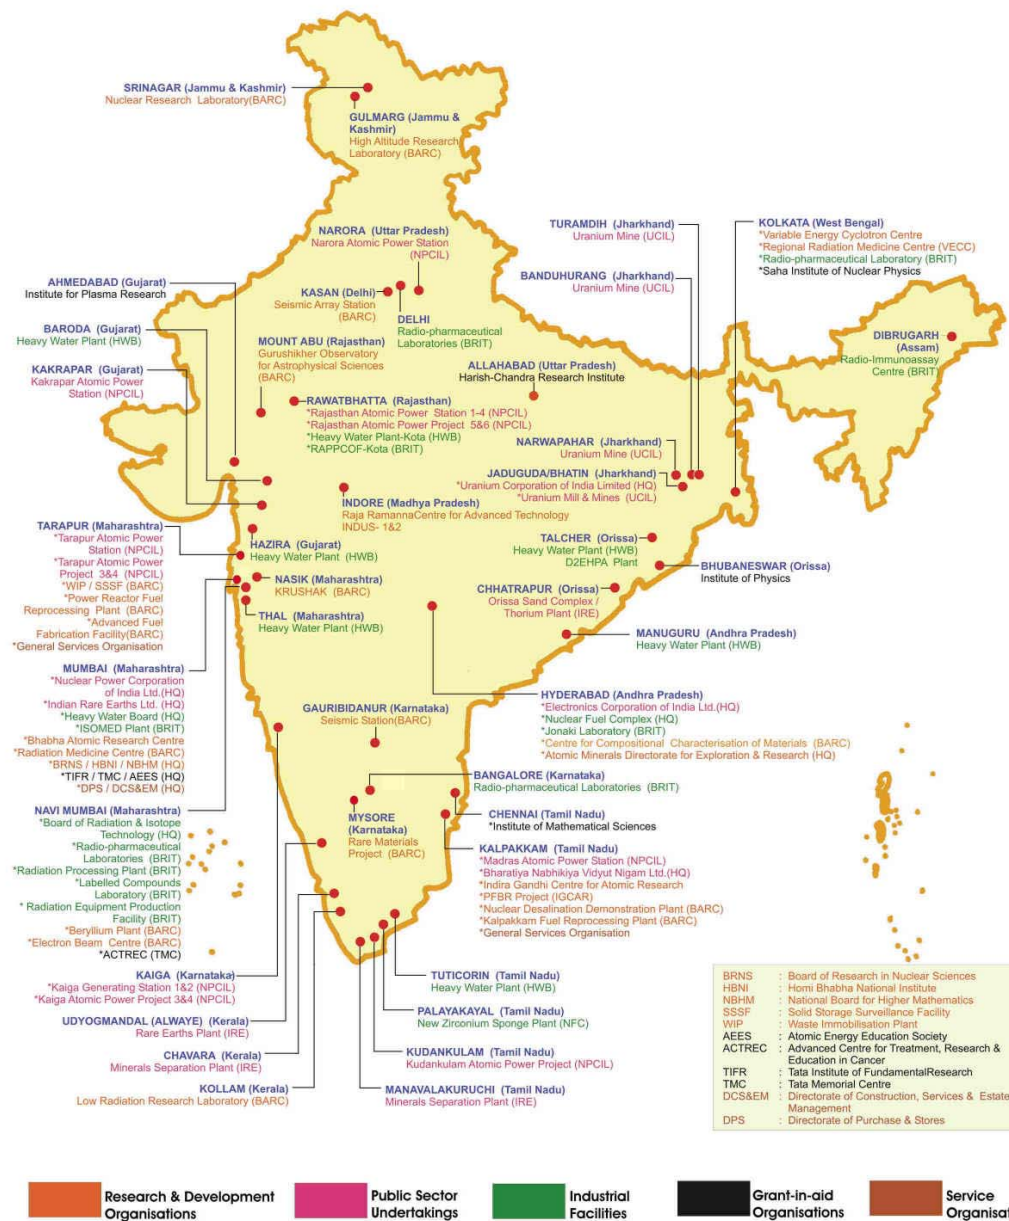 SRINAGAR (Jammu & Kashmir)
Nuclear Research Laboratory(BARC)
GULMARG (Jammu &
Kashmir)
High Altitude Research
Laboratory (BARC)
NARORA (Uttar Pradesh)
Narora Atomic Power Station
(NPCIL)
TURAMDIH (Jharkhand)
Uranium Mine (UCIL)
KOLKATA (West Bengal)
*Variable Energy Cyclotron Centre
*Regional Radiation Medicine Centre (VECC)
*Radio-pharmaceutical Laboratory (BRIT)
*Saha Institute of Nuclear Physics
BANDUHURANG (Jharkhand)
Uranium Mine (UCIL)
AHMEDABAD (Gujarat)
Institute for Plasma Research
KASAN (Delhi)
Seismic Array Station
(BARC)
DELHI
Radio-pharmaceutical
Laboratories (BRIT)
BARODA (Gujarat)
Heavy Water Plant (HWB)
MOUNT ABU (Rajasthan)
Gurushikher Observatory
for Astrophysical Sciences
(BARC)
DIBRUGARH
(Assam)
Radio-Immunoassay
Centre (BRIT)
KAKRAPAR (Gujarat)
Kakrapar Atomic Power
Station (NPCIL)
ALLAHABAD (Uttar Pradesh)
Harish-Chandra Research Institute
RAWATBHATTA (Rajasthan)
*Rajasthan Atomic Power Station 1-4 (NPCIL)
*Rajasthan Atomic Power Project 5&6 (NPCIL)
*Heavy Water Plant-Kota (HWB)
*RAPPCOF-Kota (BRIT)
NARWAPAHAR (Jharkhand)
Uranium Mine (UCIL)
JADUGUDA/BHATIN (Jharkhand)
*Uranium Corporation of India Limited (HQ)
*Uranium Mill & Mines (UCIL)
INDORE (Madhya Pradesh)
Raja RamannaCentre for Advanced Technology
INDUS- 1&2
HAZIRA (Gujarat)
Heavy Water Plant (HWB)
TALCHER (Orissa)
Heavy Water Plant (HWB)
D2EHPA Plant
BHUBANESWAR (Orissa)
Institute of Physics
TARAPUR (Maharashtra)
*Tarapur Atomic Power
Station (NPCIL)
*Tarapur Atomic Power
Project 3&4 (NPCIL)
*WIP / SSSF (BARC)
*Power Reactor Fuel
Reprocessing Plant (BARC)
*Advanced Fuel
Fabrication Facility(BARC)
*General Services Organisation
NASIK (Maharashtra)
KRUSHAK (BARC)
THAL (Maharashtra)
Heavy Water Plant (HWB)
CHHATRAPUR (Orissa)
Orissa Sand Complex /
Thorium Plant (IRE)
MANUGURU (Andhra Pradesh)
Heavy Water Plant (HWB)
MUMBAI (Maharashtra)
*Nuclear Power Corporation
of India Ltd.(HQ)
*Indian Rare Earths Ltd. (HQ)
*Heavy Water Board (HQ)
*ISOMED Plant (BRIT)
*Bhabha Atomic Research Centre
*Radiation Medicine Centre (BARC)
*BRNS / HBNI / NBHM (HQ)
*TIFR / TMC / AEES (HQ)
*DPS / DCS&EM (HQ)
HYDERABAD (Andhra Pradesh)
*Electronics Corporation of India Ltd.(HQ)
*Nuclear Fuel Complex (HQ)
*Jonaki Laboratory (BRIT)
*Centre for Compositional Characterisation of Materials (BARC)
*Atomic Minerals Directorate for Exploration & Research (HQ)
GAURIBIDANUR (Karnataka)
Seismic Station(BARC)
BANGALORE (Karnataka)
Radio-pharmaceutical Laboratories (BRIT)
NAVI MUMBAI (Maharashtra)
*Board of Radiation & Isotope
Technology (HQ)
*Radio-pharmaceutical
Laboratories (BRIT)
*Radiation Processing Plant (BRIT)
*Labelled Compounds
Laboratory (BRIT)
* Radiation Equipment Production
Facility (BRIT)
*Beryllium Plant (BARC)
*Electron Beam Centre (BARC)
*ACTREC (TMC)
MYSORE
(Karnataka)
Rare Materials
Project (BARC)
CHENNAI (Tamil Nadu)
*Institute of Mathematical Sciences
KALPAKKAM (Tamil Nadu)
*Madras Atomic Power Station (NPCIL)
*Bharatiya Nabhikiya Vidyut Nigam Ltd.(HQ)
*Indira Gandhi Centre for Atomic Research
*PFBR Project (IGCAR)
*Nuclear Desalination Demonstration Plant (BARC)
*Kalpakkam Fuel Reprocessing Plant (BARC)
*General Services Organisation
KAIGA (Karnataka)
*Kaiga Generating Station 1&2 (NPCIL)
*Kaiga Atomic Power Project 3&4 (NPCIL)
TUTICORIN (Tamil Nadu)
Heavy Water Plant (HWB)
UDYOGMANDAL (ALWAYE) (Kerala)
Rare Earths Plant (IRE)
PALAYAKAYAL (Tamil Nadu)
New Zirconium Sponge Plant (NFC)
CHAVARA (Kerala)
Minerals Separation Plant (IRE)
KUDANKULAM (Tamil Nadu)
Kudankulam Atomic Power Project (NPCIL)
KOLLAM (Kerala)
Low Radiation Research Laboratory (BARC)
MANAVALAKURUCHI (Tamil Nadu)
Minerals Separation Plant (IRE)
BRNS : Board of Research in Nuclear Sciences
HBNI : Homi Bhabha National Institute
NBHM : National Board for Higher Mathematics
SSSF : Solid Storage Surveillance Facility
WIP : Waste Immobilisation Plant
AEES : Atomic Energy Education Society
ACTREC : Advanced Centre for Treatment, Research &
Education in Cancer
TIFR : Tata Institute of FundamentalResearch
TMC : Tata Memorial Centre
DCS&EM : Directorate of Construction, Services & Estate
Management
DPS : Directorate of Purchase & Stores
Research & Development
Organisations
Public Sector
Undertakings
Industrial
Facilities
Grant-in-aid
Organisations
Service
Organisat